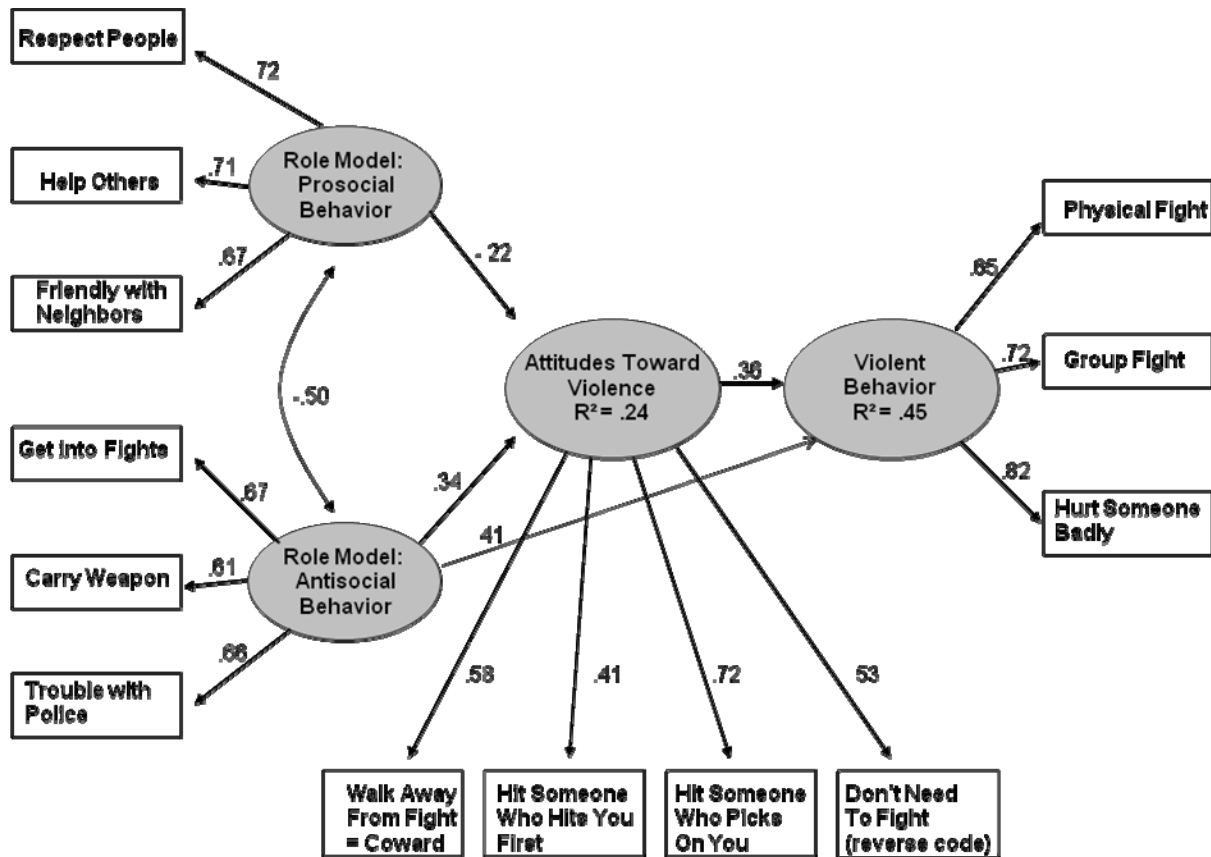 Respect People
72
Help Others
.71
Role Model:
Prosocial
Behavior
Friendly with
Neighbors
.67
- 22
Physical Fight
.65
-.50
Attitudes Toward
Violence
R² = .24
.36
Violent
Behavior
R² = .45
.72
Group Fight
Get into Fights
.67
.34
.82
Hurt Someone
Badly
Carry Weapon
.61
Role Model:
Antisocial
Behavior
41
Trouble with
Police
.66
.58
.41
.72
53
Walk Away
From Fight
= Coward
Hit Someone
Who Hits You
First
Hit Someone
Who Picks
On You
Don't Need
To Fight
(reverse code)